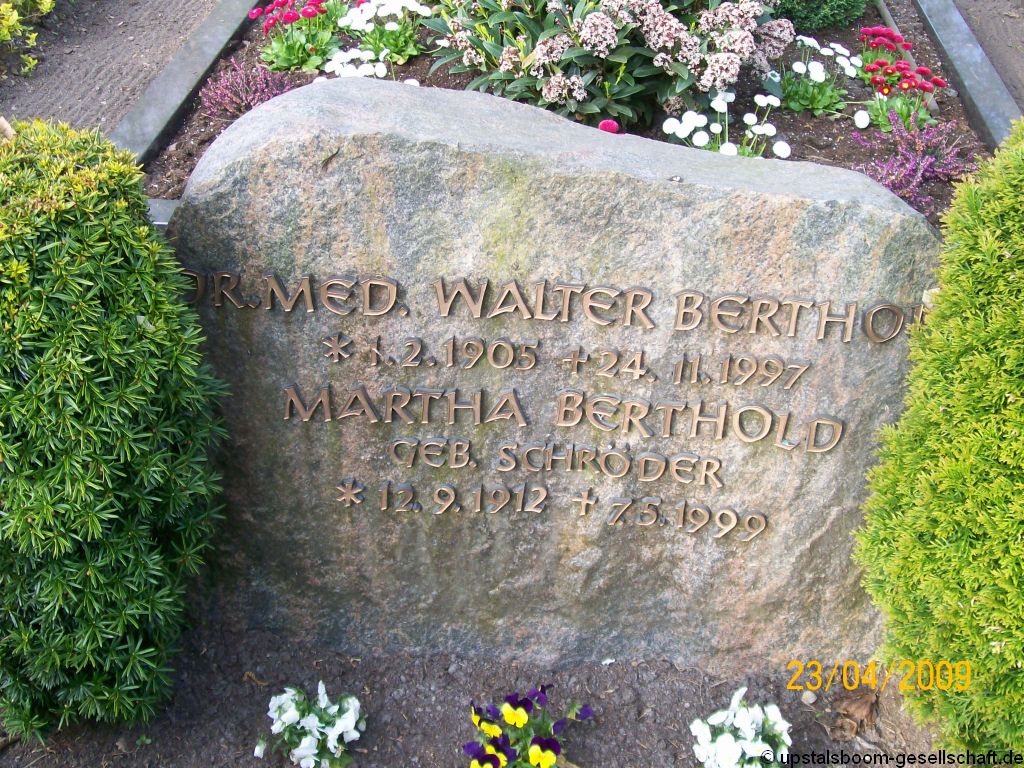 DR. MED. WALTER BERTHOLD
* 1. 2. 1905 + 24. 11. 1997
MARTHA BERTHOLD
GEB. SCHRÖDER
* 12. 9. 1912 + 7.5.1999
23/04/2009
© upstalsboom-gesellschaft.de